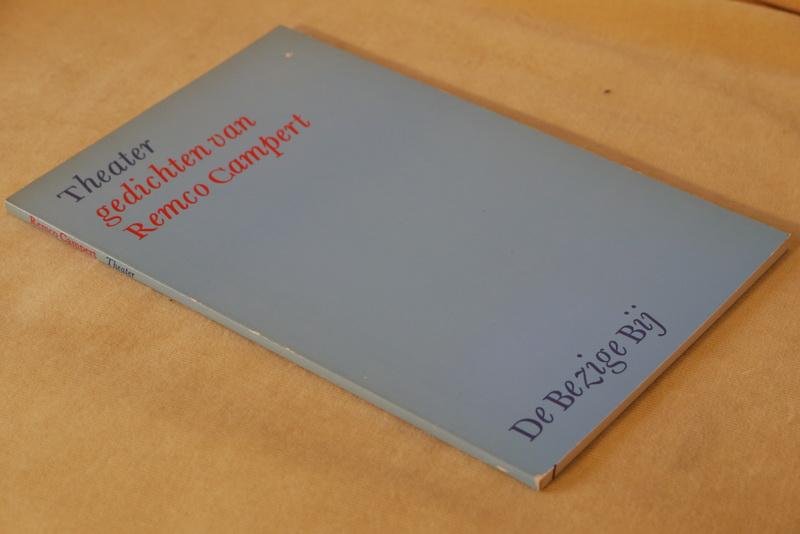 Theater
gedichten van
Remco Campert
De Bezige Bij
Remco Campert Theater